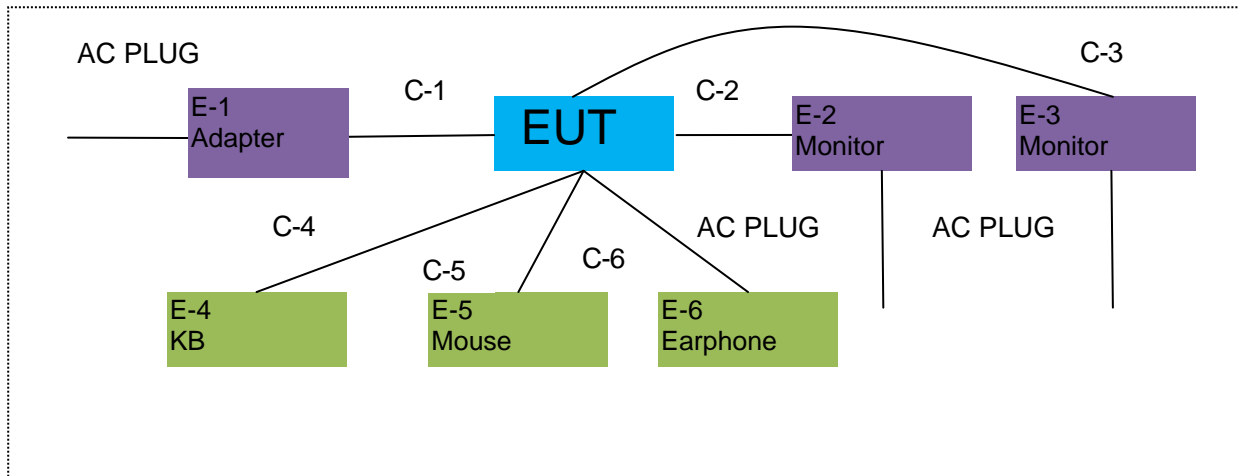 AC PLUG
C-3
C-1
C-2
E-1
Adapter
EUT
E-2
Monitor
E-3
Monitor
C-4
AC PLUG
AC PLUG
C-5
C-6
E-4
KB
E-5
Mouse
E-6
Earphone